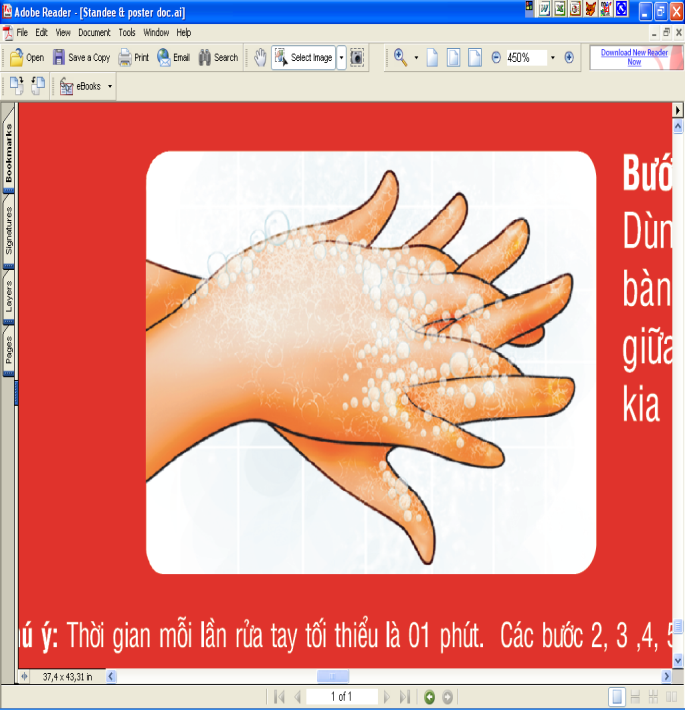 Adobe Reader - [Standee & poster doc.ai]
File Edit View Document Tools Window Help
Open Save a Copy Print Email Search Select Image 450% Download New Reader Now
eBooks
Bookmarks
Signatures
Layers
Pages
Bướ
Dùn
bàn
giữa
kia
ú ý: Thời gian mỗi lần rửa tay tối thiểu là 01 phút. Các bước 2, 3 ,4, 5
37,4 x 43,31 in
1 of 1